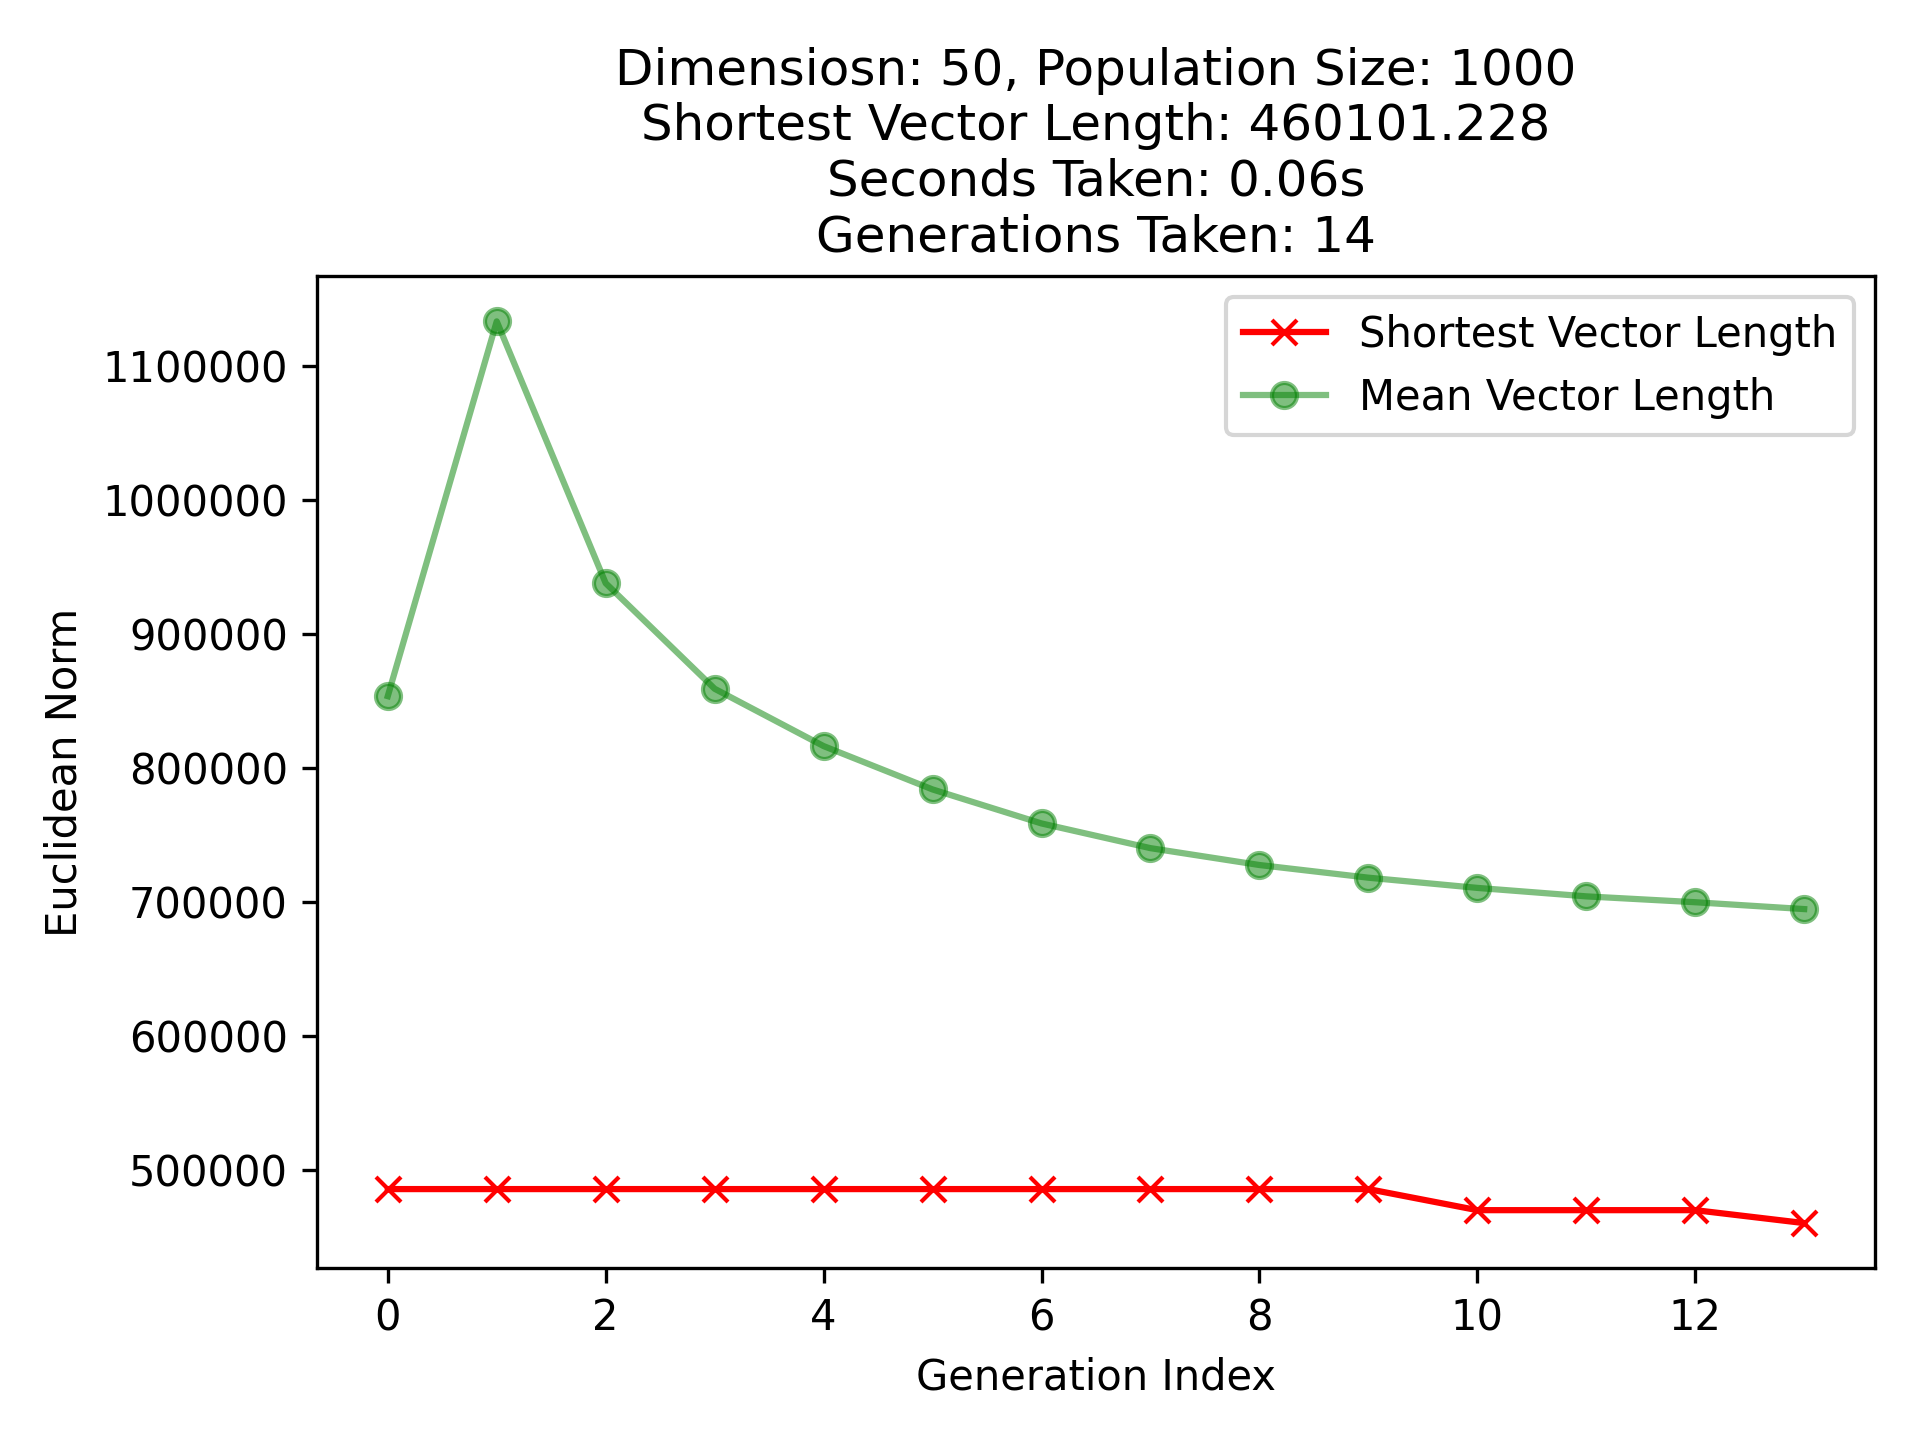 Dimensiosn: 50, Population Size: 1000
Shortest Vector Length: 460101.228
Seconds Taken: 0.06s
Generations Taken: 14
Shortest Vector Length
Mean Vector Length
1100000
1000000
900000
800000
700000
600000
500000
Euclidean Norm
0 2 4 6 8 10 12
Generation Index